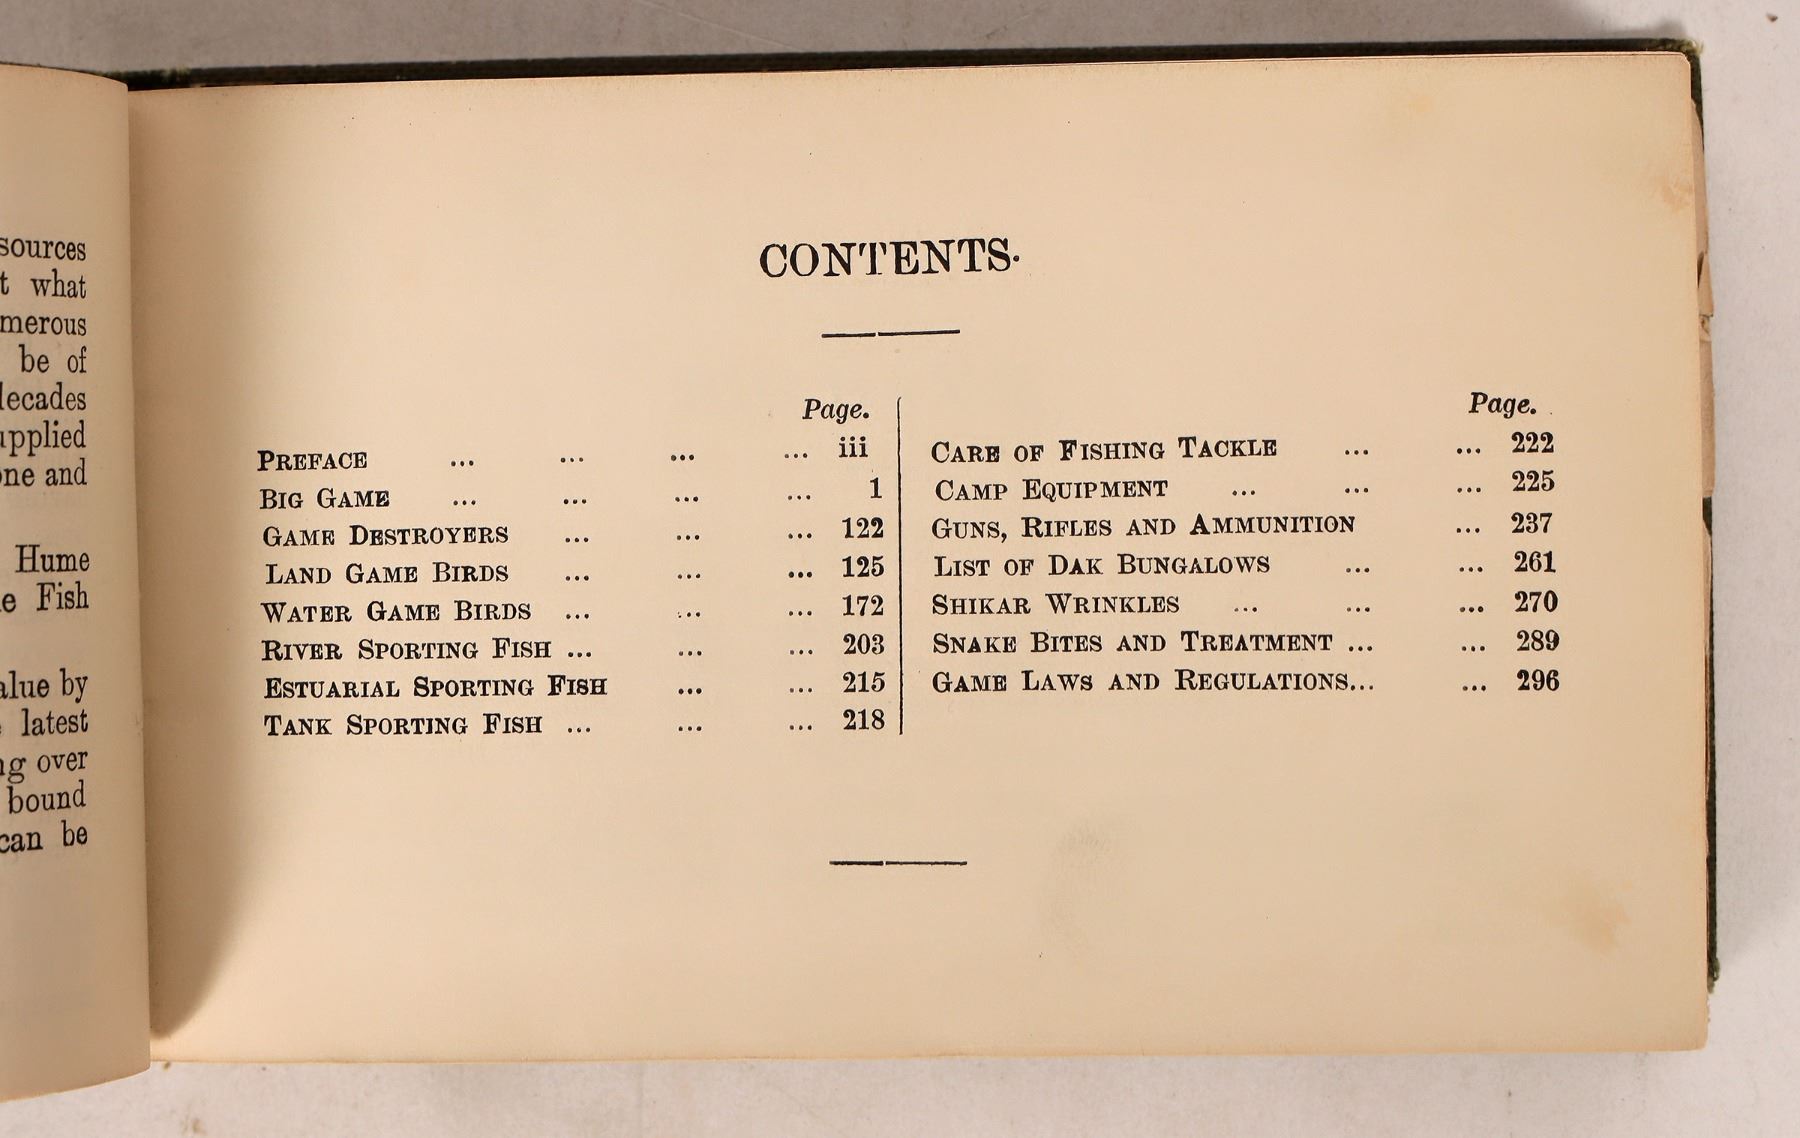 sources
t what
merous
be of
decades
upplied
one and
Hume
e Fish
alue by
latest
ng over
bound
can be
CONTENTS.
Page.
PREFACE ... ... ... ... iii
BIG GAME ... ... ... ... 1
GAME DESTROYERS ... ... ... 122
LAND GAME BIRDS ... ... ... 125
WATER GAME BIRDS ... ... ... 172
RIVER SPORTING FISH ... ... ... 203
ESTUARIAL SPORTING FISH ... ... 215
TANK SPORTING FISH ... ... ... 218
Page.
CARE OF FISHING TACKLE ... ... 222
CAMP EQUIPMENT ... ... ... 225
GUNS, RIFLES AND AMMUNITION ... 237
LIST OF DAK BUNGALOWS ... ... 261
SHIKAR WRINKLES ... ... ... 270
SNAKE BITES AND TREATMENT ... ... 289
GAME LAWS AND REGULATIONS... ... 296